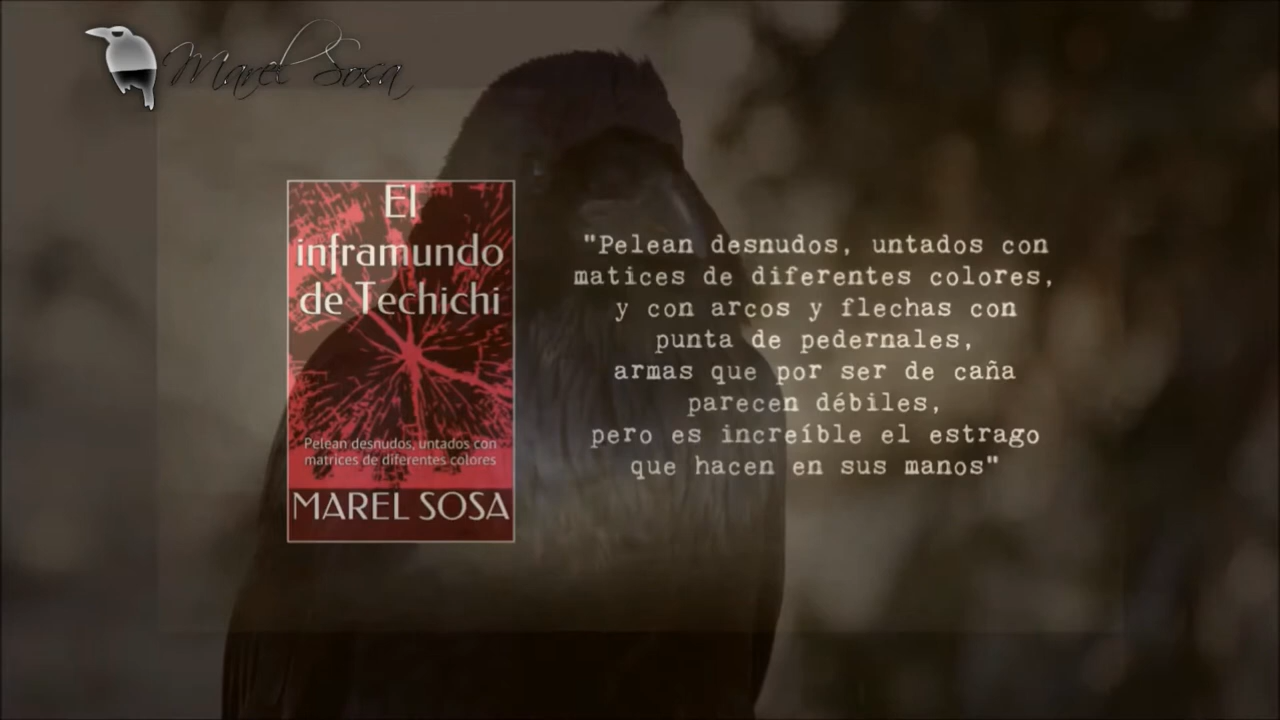 Marel Sosa
El
inframundo
de Techichi
Pelean desnudos, untados con
matrices de diferentes colores
MAREL SOSA
"Pelean desnudos, untados con
matices de diferentes colores,
y con arcos y flechas con
punta de pedernales,
armas que por ser de caña
parecen débiles,
pero es increíble el estrago
que hacen en sus manos"